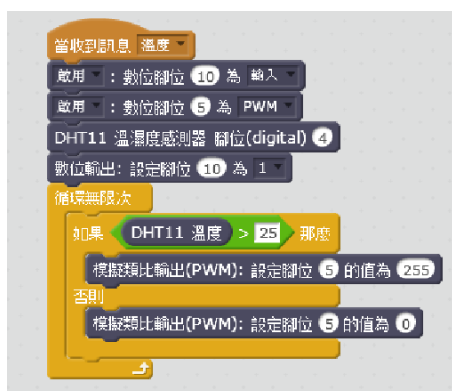 當收到訊息 溫度
啟用 : 數位腳位 10 為 輸入
啟用 : 數位腳位 5 為 PWM
DHT11 溫濕度感測器 腳位(digital) 4
數位輸出: 設定腳位 10 為 1
循環無限次
如果 DHT11 溫度 > 25 那麼
模擬類比輸出(PWM): 設定腳位 5 的值為 255
否則
模擬類比輸出(PWM): 設定腳位 5 的值為 0